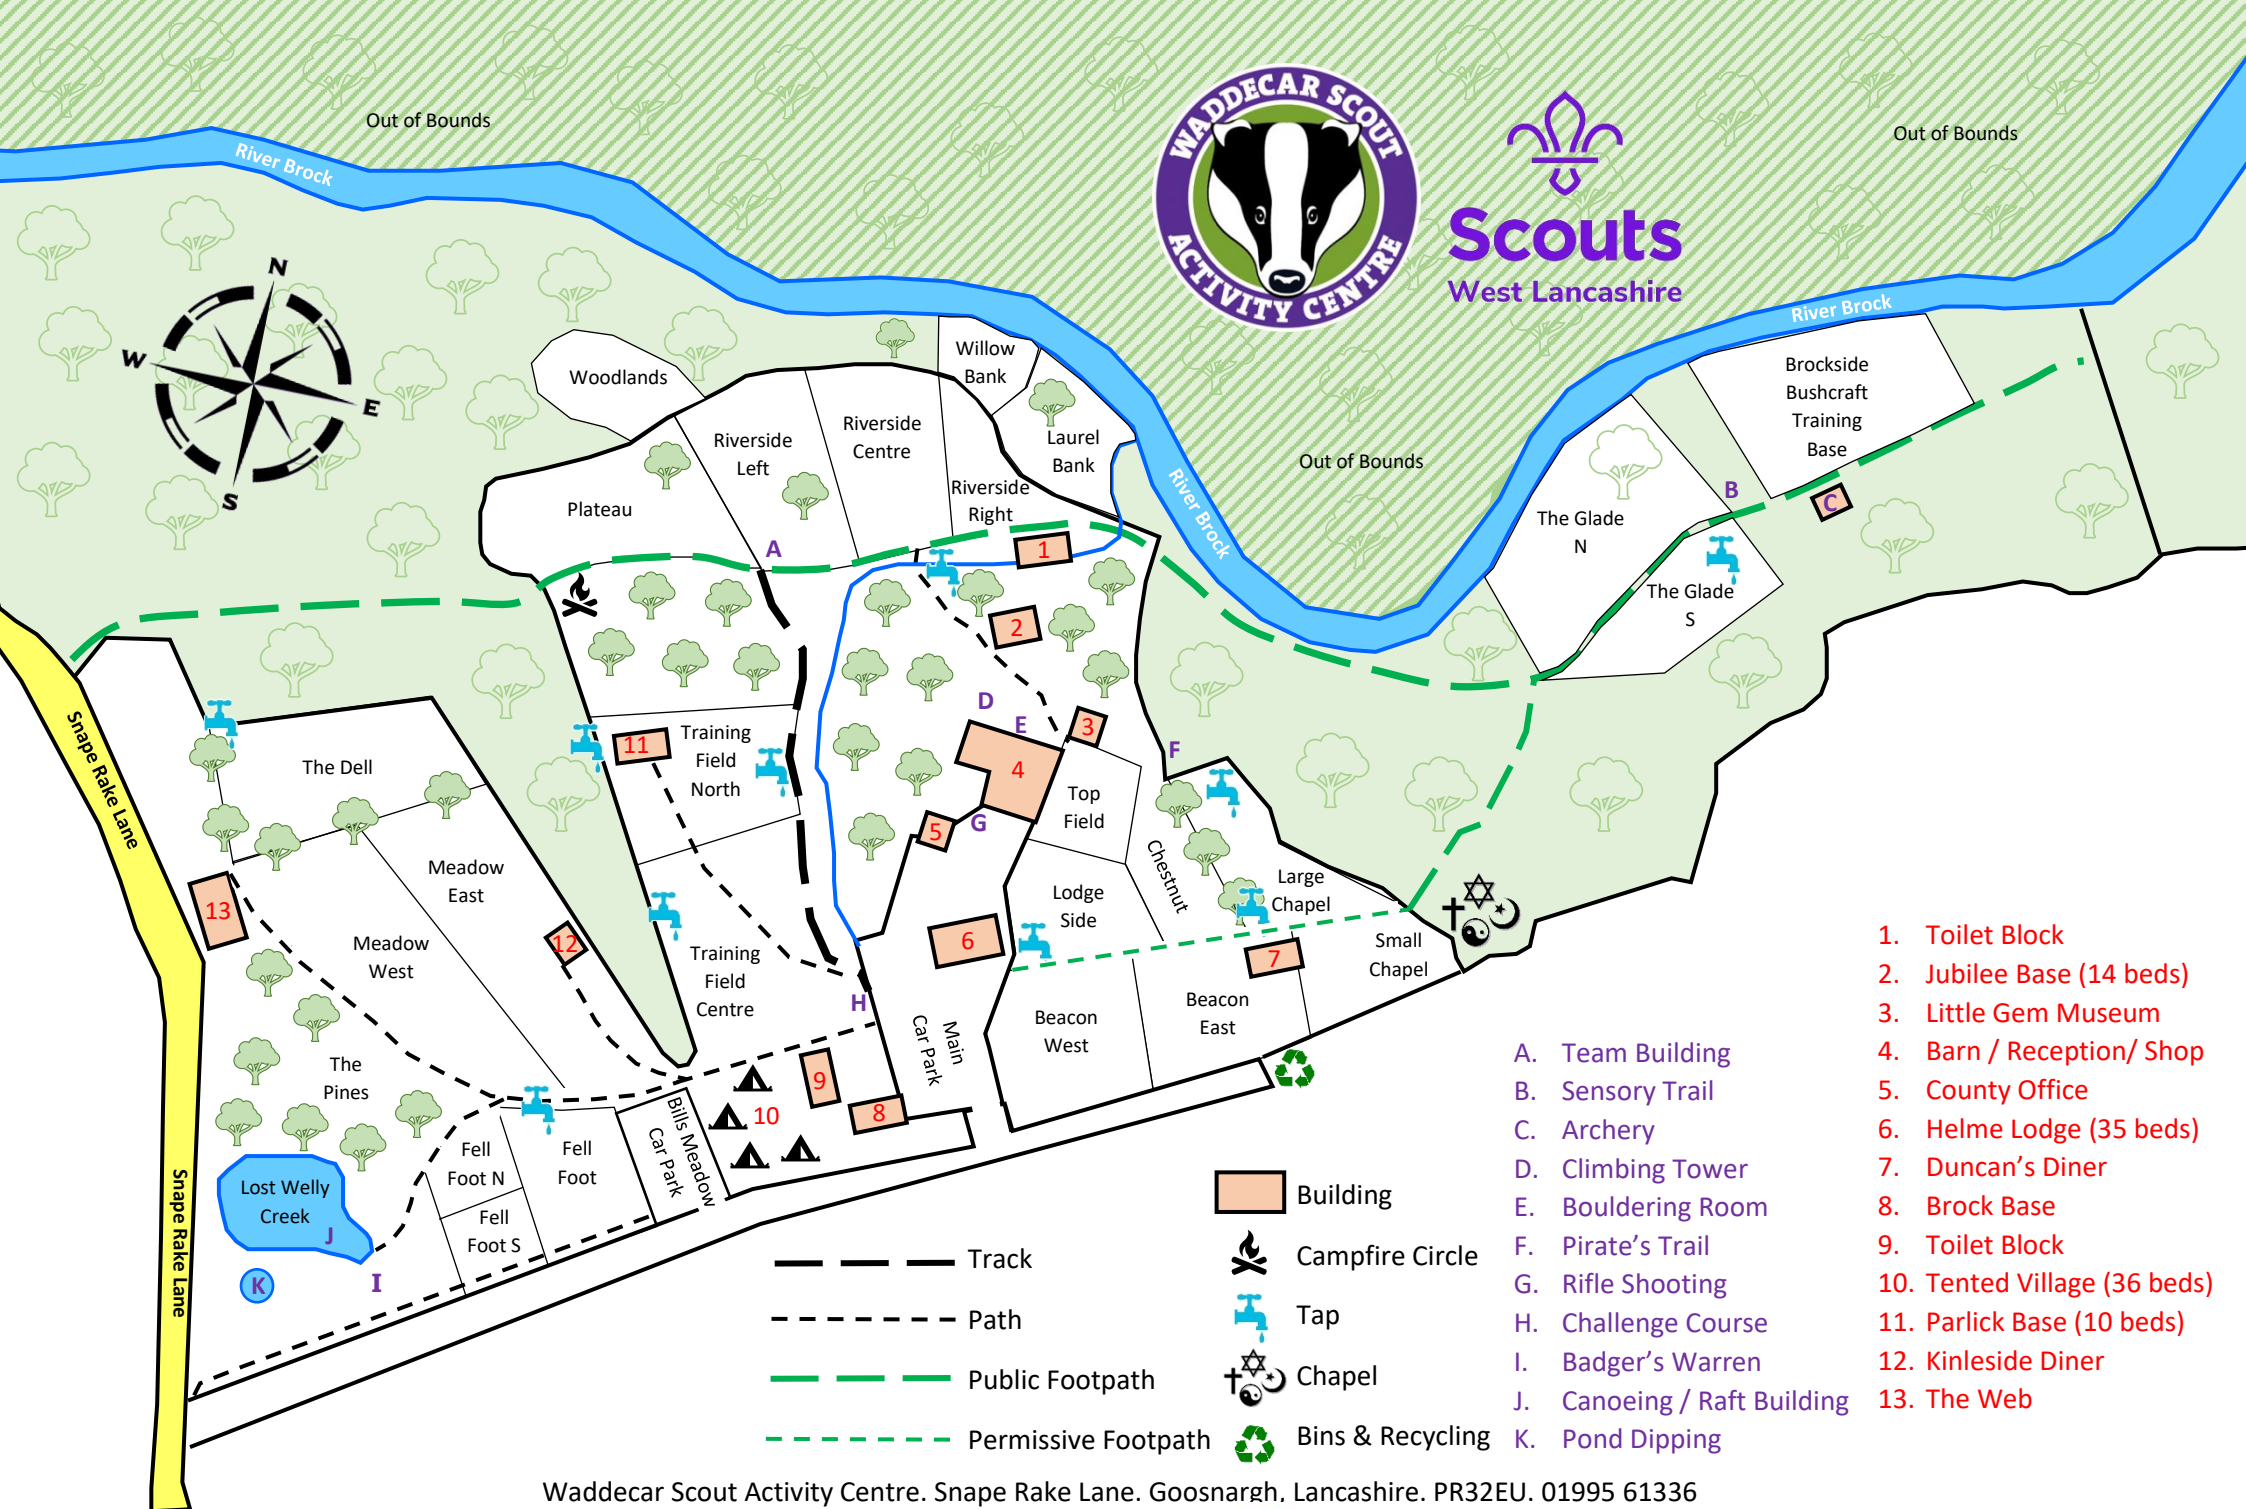 Out of Bounds
Out of Bounds
Out of Bounds
River Brock
River Brock
River Brock
WADDECAR SCOUT
ACTIVITY CENTRE
Scouts
West Lancashire
N
W
E
S
Woodlands
Willow
Bank
Laurel
Bank
Riverside
Left
Riverside
Centre
Riverside
Right
Plateau
Brockside
Bushcraft
Training
Base
The Glade
N
The Glade
S
A
B
C
1
2
3
D
E
F
4
G
5
11
Training
Field
North
Top
Field
Chestnut
Large
Chapel
Lodge
Side
Small
Chapel
6
7
Training
Field
Centre
H
Main
Car Park
Beacon
West
Beacon
East
Snape Rake Lane
The Dell
Meadow
East
Meadow
West
12
13
The
Pines
9
10
8
Bills Meadow
Car Park
Fell
Foot N
Fell
Foot
Fell
Foot S
Lost Welly
Creek
J
K
I
Snape Rake Lane
Track
Path
Public Footpath
Permissive Footpath
Building
Campfire Circle
Tap
Chapel
Bins & Recycling
A. Team Building
B. Sensory Trail
C. Archery
D. Climbing Tower
E. Bouldering Room
F. Pirate's Trail
G. Rifle Shooting
H. Challenge Course
I. Badger's Warren
J. Canoeing / Raft Building
K. Pond Dipping
1. Toilet Block
2. Jubilee Base (14 beds)
3. Little Gem Museum
4. Barn / Reception/ Shop
5. County Office
6. Helme Lodge (35 beds)
7. Duncan's Diner
8. Brock Base
9. Toilet Block
10. Tented Village (36 beds)
11. Parlick Base (10 beds)
12. Kinleside Diner
13. The Web
Waddecar Scout Activity Centre. Snape Rake Lane. Goosnargh, Lancashire. PR32EU. 01995 61336